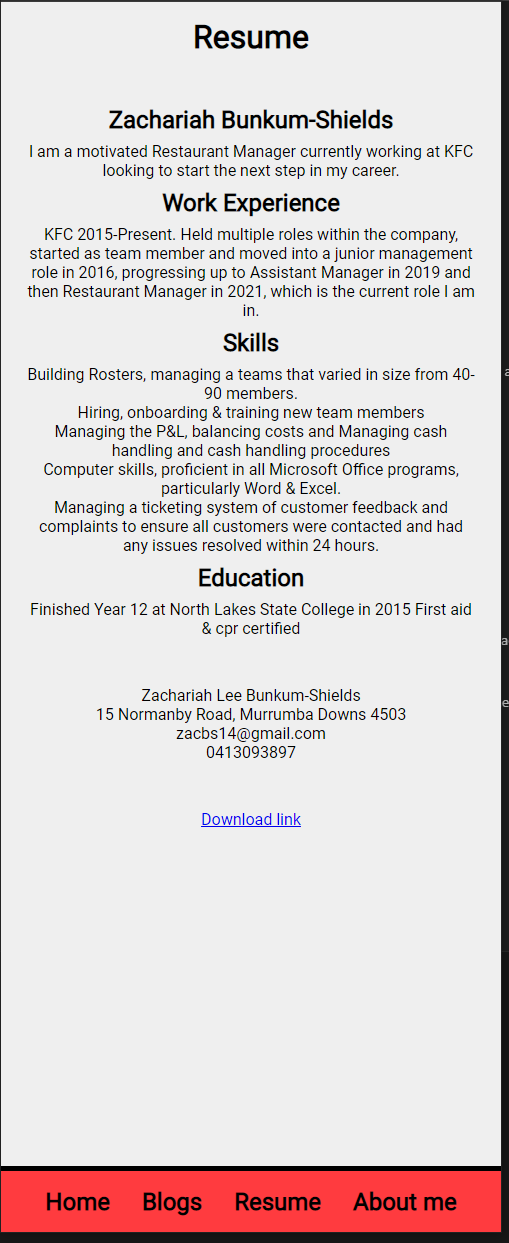 Resume
Zachariah Bunkum-Shields
I am a motivated Restaurant Manager currently working at KFC
looking to start the next step in my career.
Work Experience
KFC 2015-Present. Held multiple roles within the company,
started as team member and moved into a junior management
role in 2016, progressing up to Assistant Manager in 2019 and
then Restaurant Manager in 2021, which is the current role I am
in.
Skills
Building Rosters, managing a teams that varied in size from 40-
90 members.
Hiring, onboarding & training new team members
Managing the P&L, balancing costs and Managing cash
handling and cash handling procedures
Computer skills, proficient in all Microsoft Office programs,
particularly Word & Excel.
Managing a ticketing system of customer feedback and
complaints to ensure all customers were contacted and had
any issues resolved within 24 hours.
Education
Finished Year 12 at North Lakes State College in 2015 First aid
& cpr certified
Zachariah Lee Bunkum-Shields
15 Normanby Road, Murrumba Downs 4503
zacbs14@gmail.com
0413093897
Download link
Home Blogs Resume About me